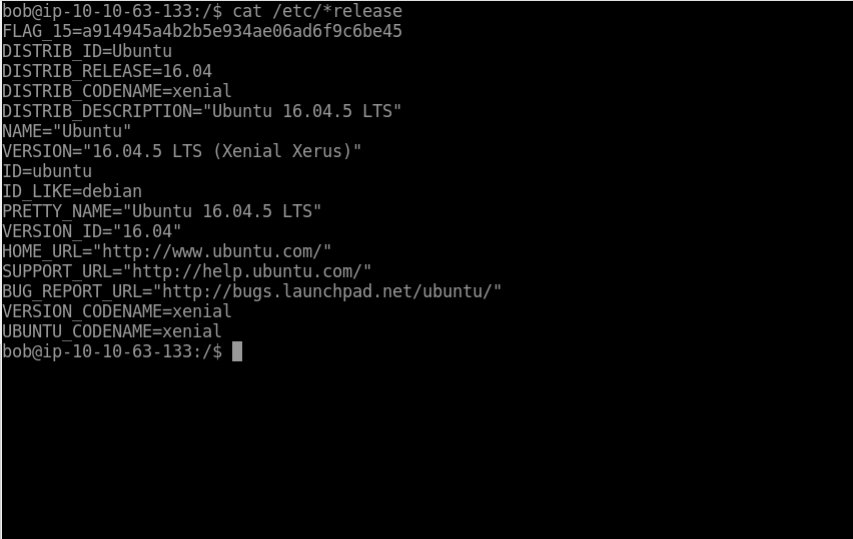 bob@ip-10-10-63-133:/$ cat /etc/*release
FLAG_15=a914945a4b2b5e934ae06ad6f9c6be45
DISTRIB_ID=Ubuntu
DISTRIB_RELEASE=16.04
DISTRIB_CODENAME=xenial
DISTRIB_DESCRIPTION="Ubuntu 16.04.5 LTS"
NAME="Ubuntu"
VERSION="16.04.5 LTS (Xenial Xerus)"
ID=ubuntu
ID_LIKE=debian
PRETTY_NAME="Ubuntu 16.04.5 LTS"
VERSION_ID="16.04"
HOME_URL="http://www.ubuntu.com/"
SUPPORT_URL="http://help.ubuntu.com/"
BUG_REPORT_URL="http://bugs.launchpad.net/ubuntu/"
VERSION_CODENAME=xenial
UBUNTU_CODENAME=xenial
bob@ip-10-10-63-133:/$